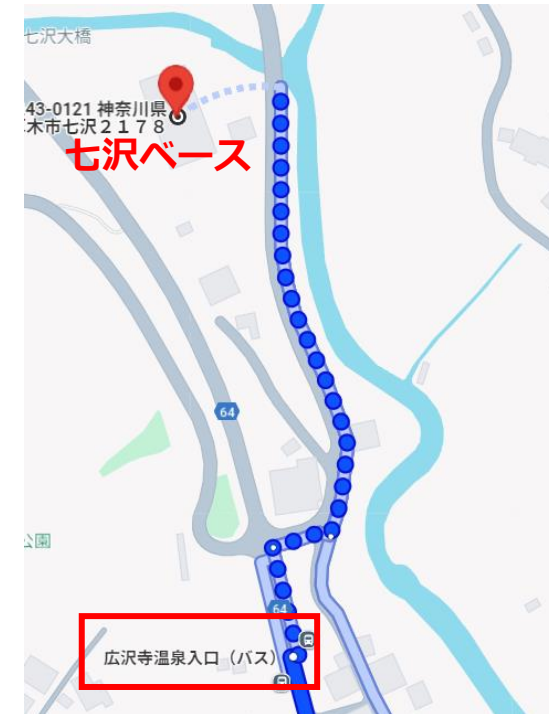 七沢大橋
43-0121 神奈川県
木市七沢2178
七沢ベース
64
公園
64
広沢寺温泉入口（バス）